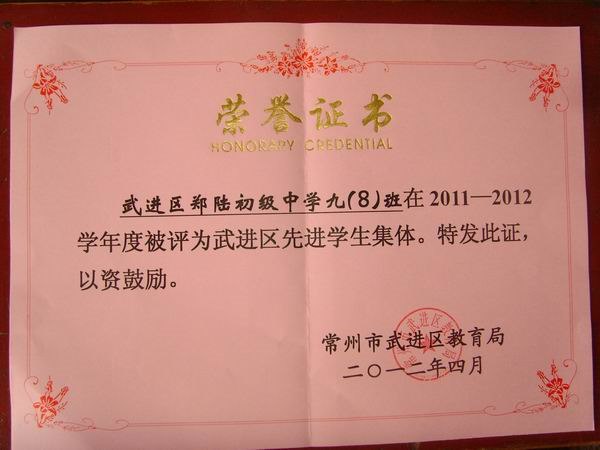 荣誉证书
HONORARY CREDENTIAL
武进区郑陆初级中学九(8)班在2011—2012
学年度被评为武进区先进学生集体。特发此证，
以资鼓励。
常州市武进区教育局
二〇一二年四月